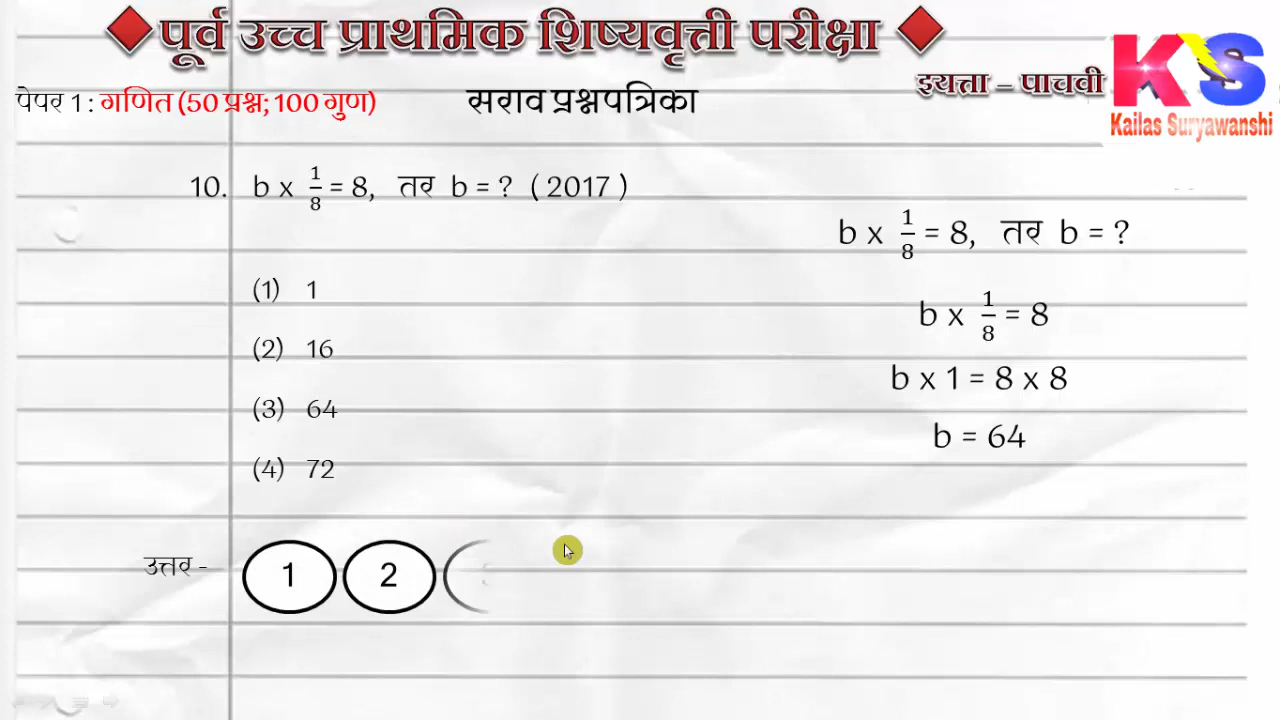 पूर्व उच्च प्राथमिक शिष्यवृत्ती परीक्षा
इयत्ता – पाचवी
KS
Kailas Suryawanshi
पेपर 1 : गणित (50 प्रश्न; 100 गुण)
सराव प्रश्नपत्रिका
10. b x 1/8 = 8, तर b = ? ( 2017 )
(1) 1
(2) 16
(3) 64
(4) 72
b x 1/8 = 8, तर b = ?
b x 1/8 = 8
b x 1 = 8 x 8
b = 64
उत्तर - 1 2